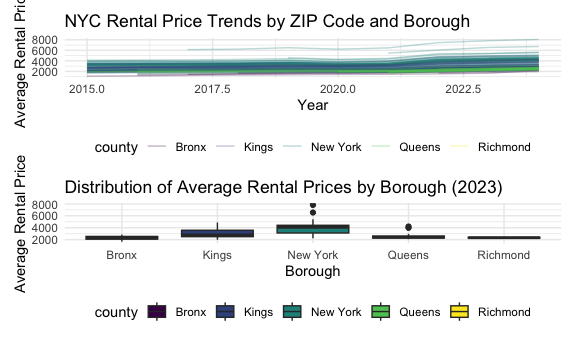 NYC Rental Price Trends by ZIP Code and Borough
Average Rental Price
8000
6000
4000
2000
2015.0 2017.5 2020.0 2022.5
Year
county Bronx Kings New York Queens Richmond
Distribution of Average Rental Prices by Borough (2023)
Average Rental Price
8000
6000
4000
2000
Bronx Kings New York Queens Richmond
Borough
county Bronx Kings New York Queens Richmond